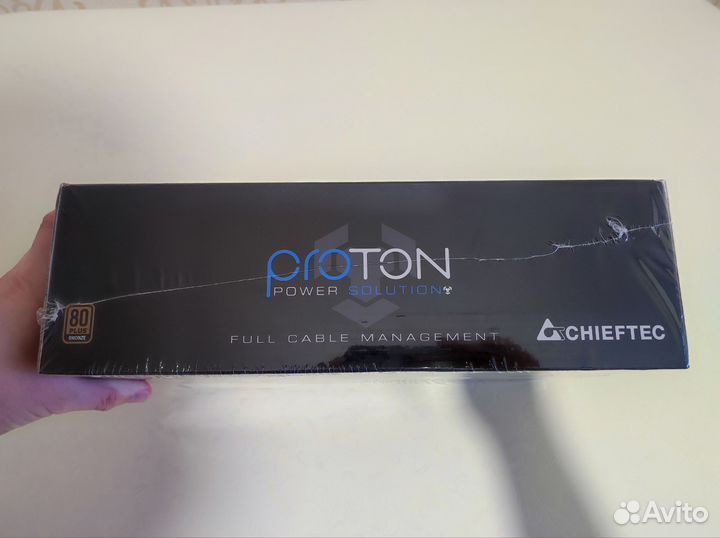 proTON
POWER SOLUTION
80
PLUS
BRONZE
FULL CABLE MANAGEMENT
CHIEFTEC
Avito